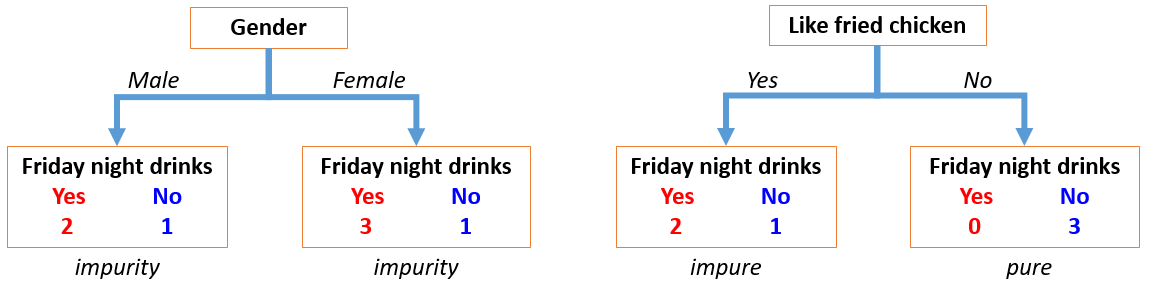 Gender
Male Female
Friday night drinks
Yes No
2 1
impurity
Friday night drinks
Yes No
3 1
impurity
Like fried chicken
Yes No
Friday night drinks
Yes No
2 1
impure
Friday night drinks
Yes No
0 3
pure